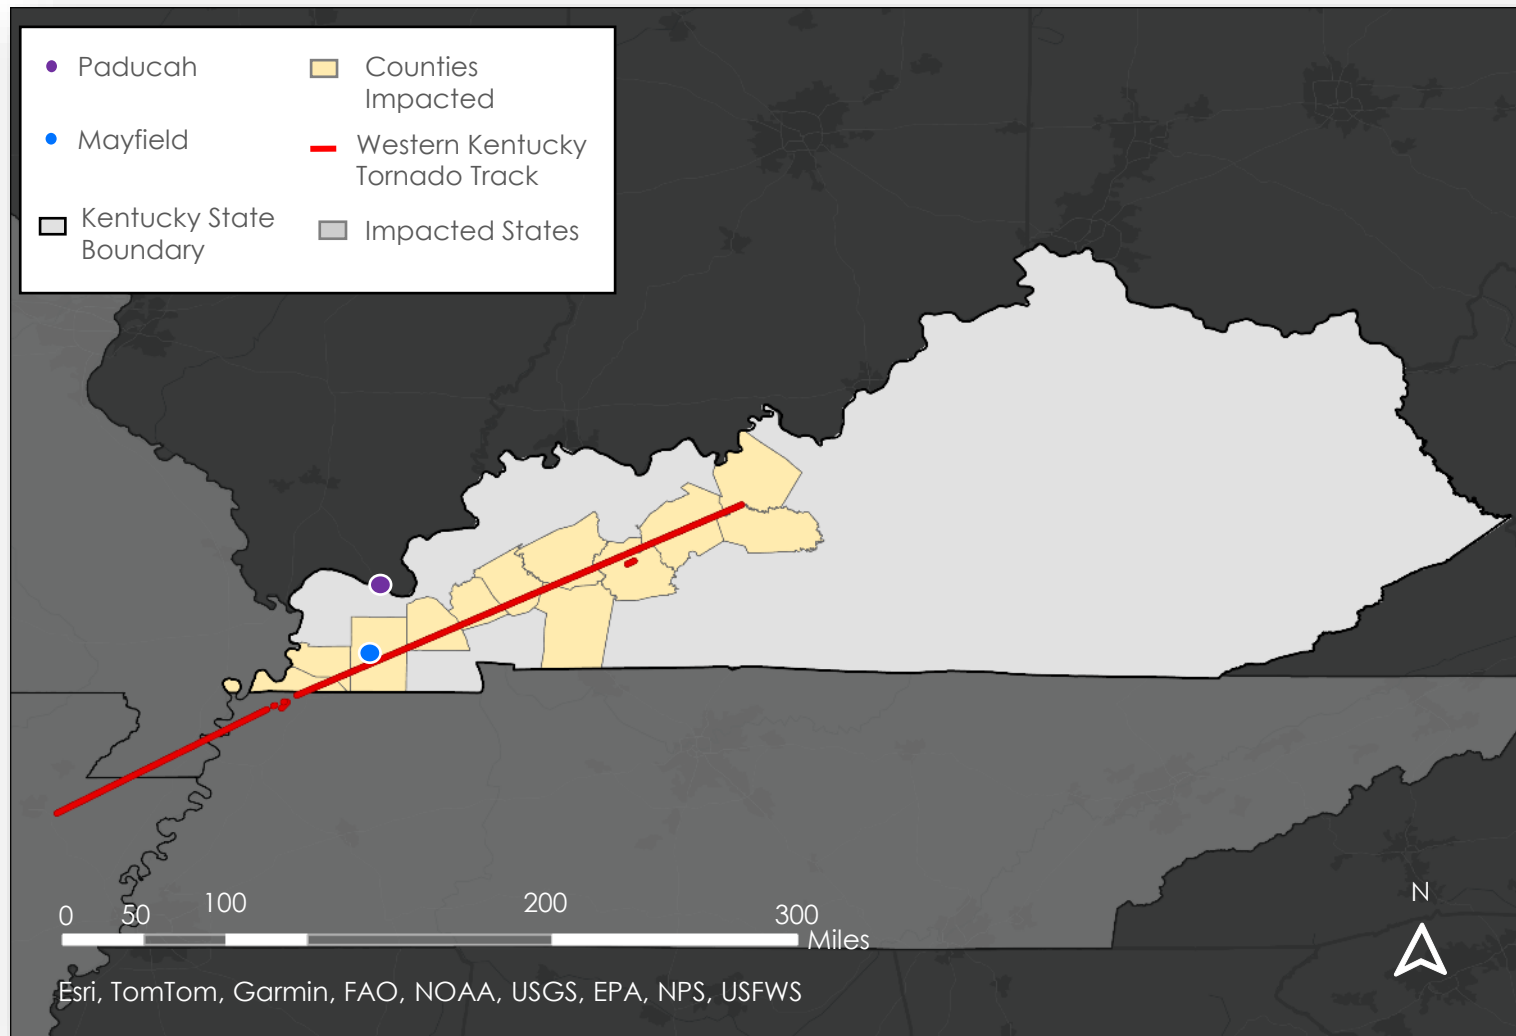 Paducah
Mayfield
Kentucky State
Boundary
Counties
Impacted
Western Kentucky
Tornado Track
Impacted States
N
0 50 100 200 300
Miles
Esri, TomTom, Garmin, FAO, NOAA, USGS, EPA, NPS, USFWS